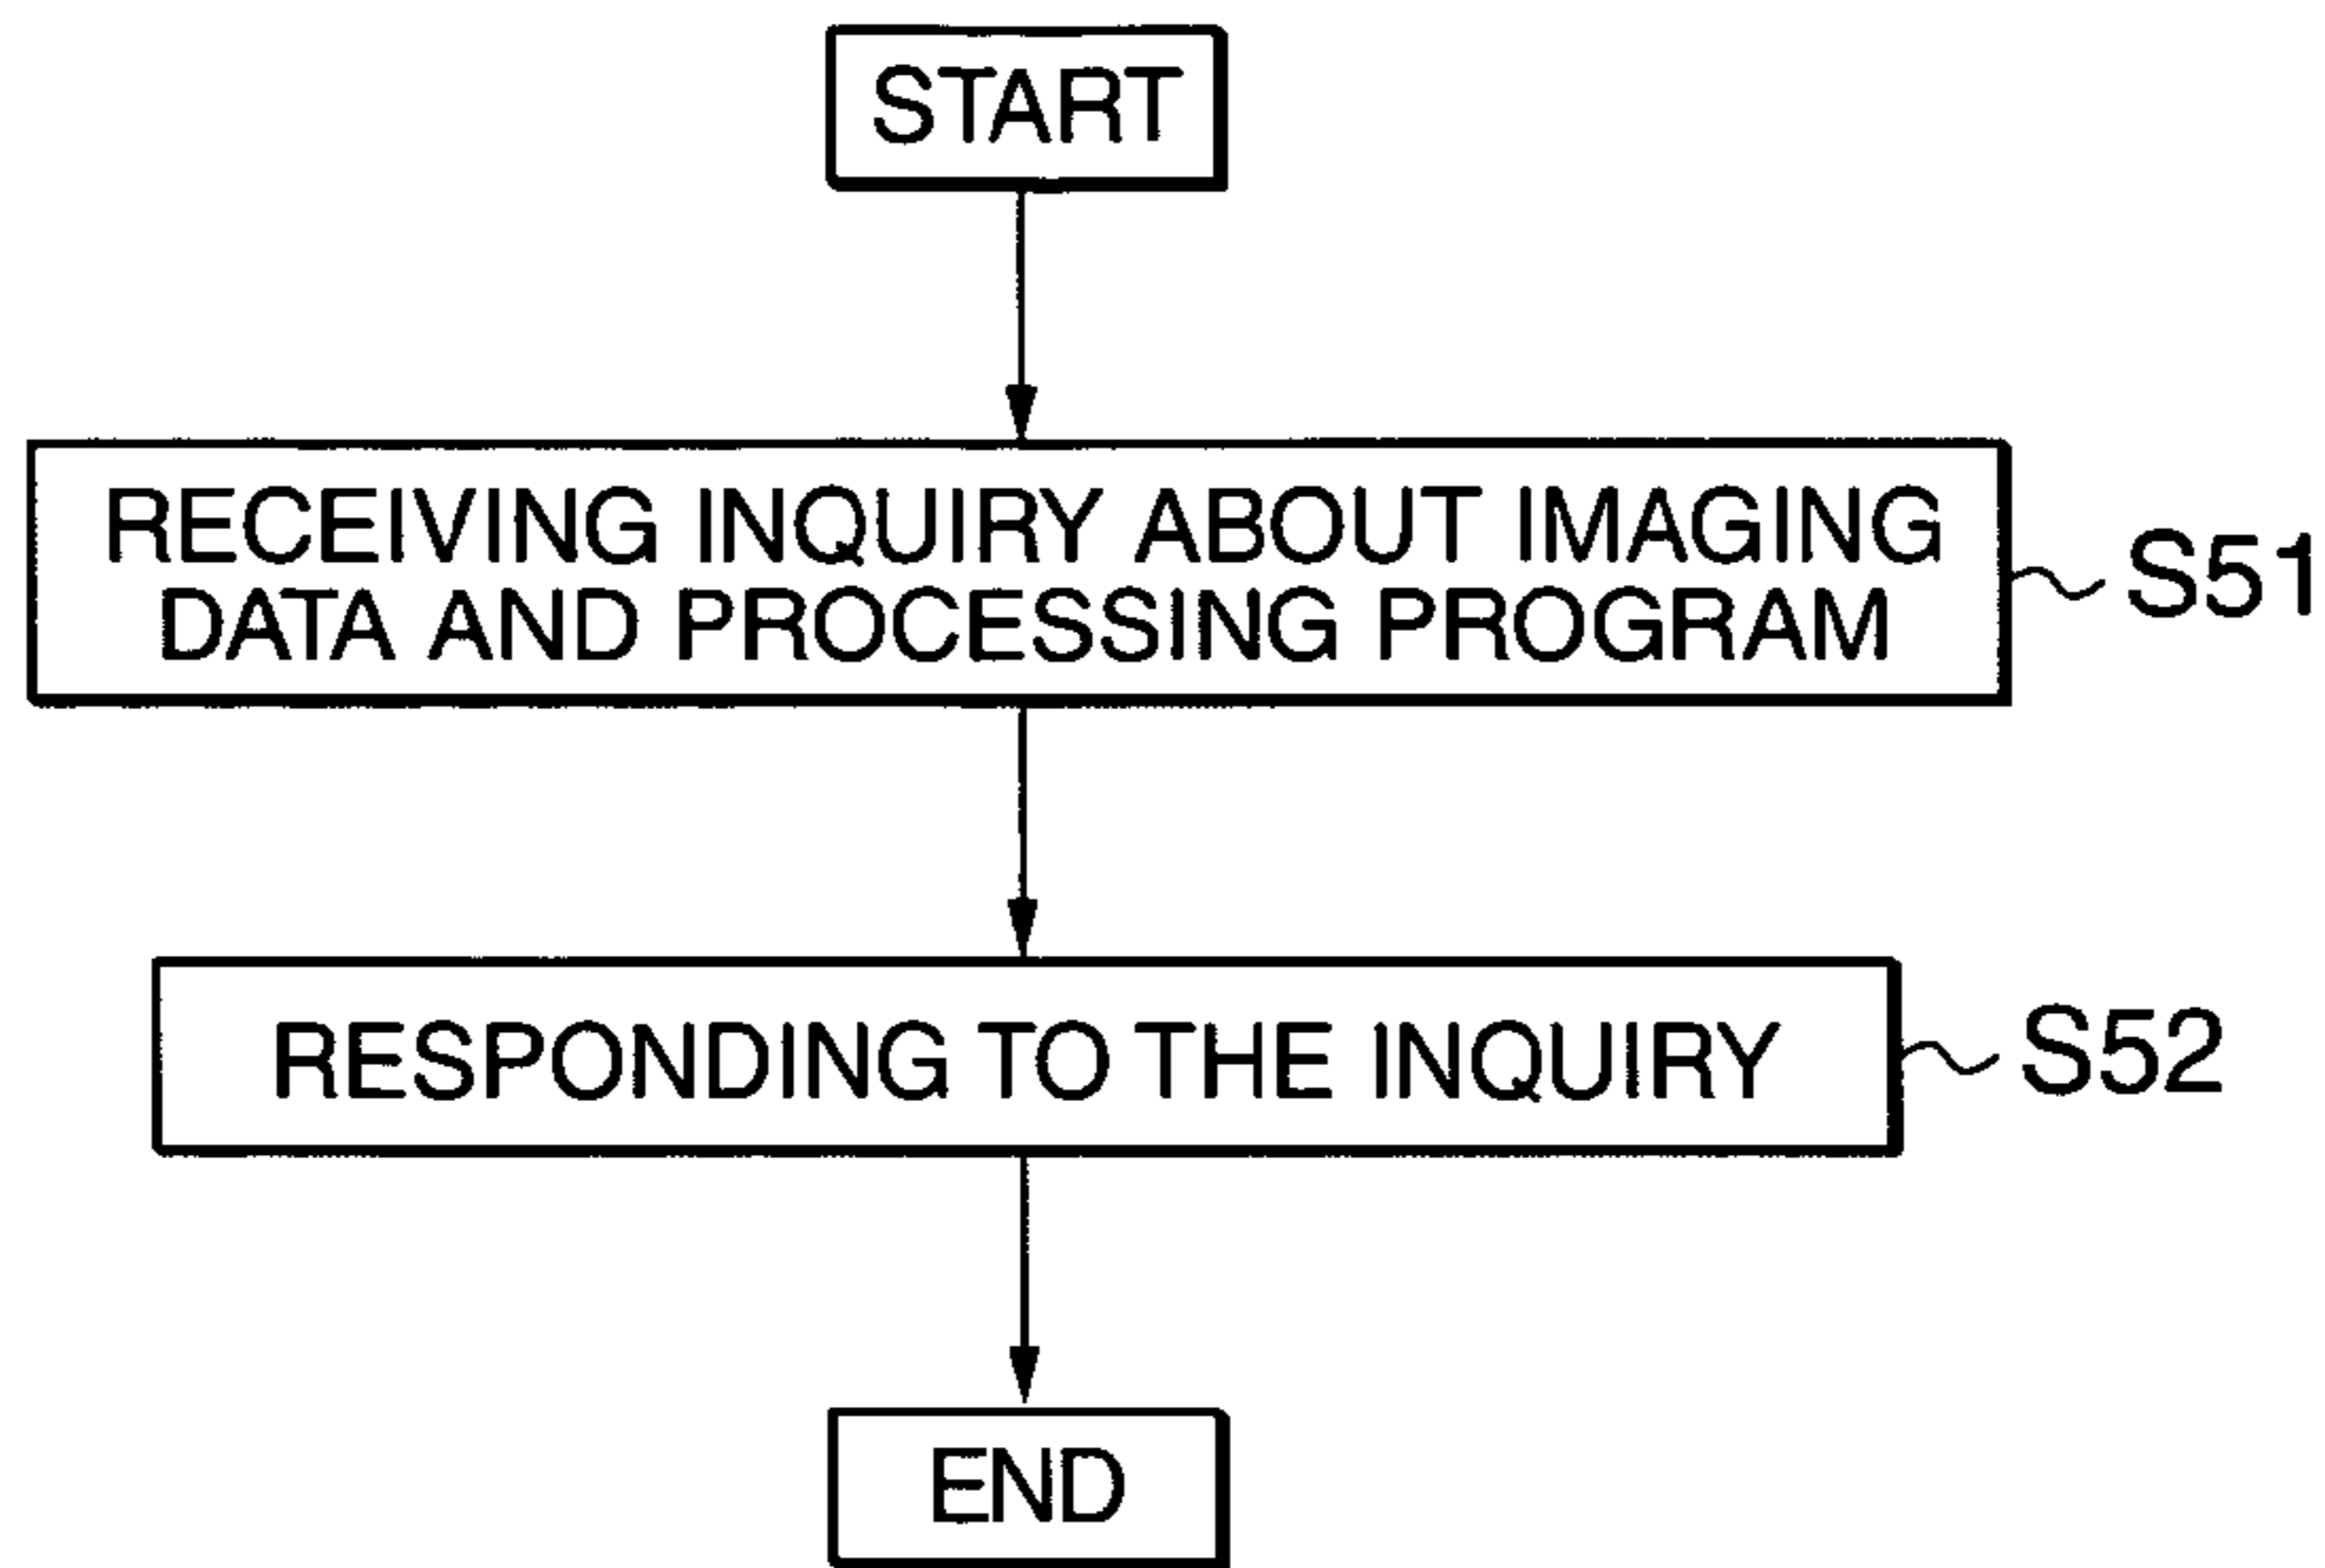 START
RECEIVING INQUIRY ABOUT IMAGING
DATA AND PROCESSING PROGRAM
S51
RESPONDING TO THE INQUIRY
S52
END